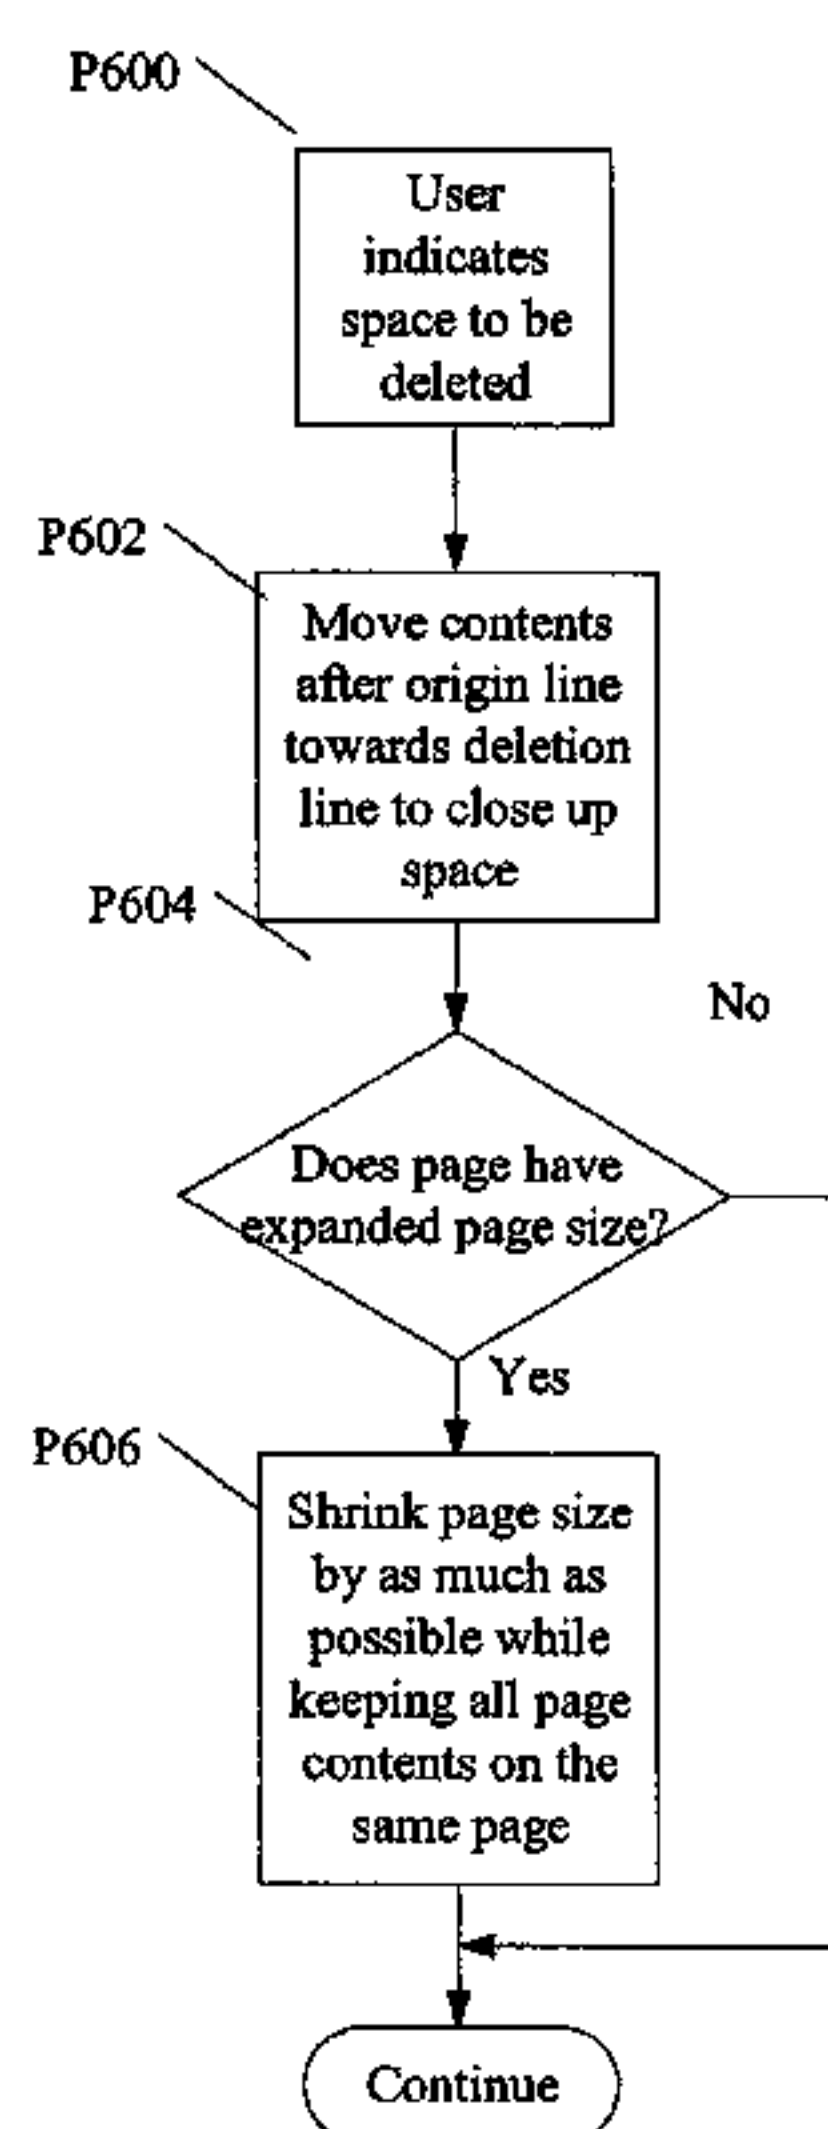 P600
User
indicates
space to be
deleted
P602
Move contents
after origin line
towards deletion
line to close up
space
P604
No
Does page have
expanded page size?
Yes
P606
Shrink page size
by as much as
possible while
keeping all page
contents on the
same page
Continue